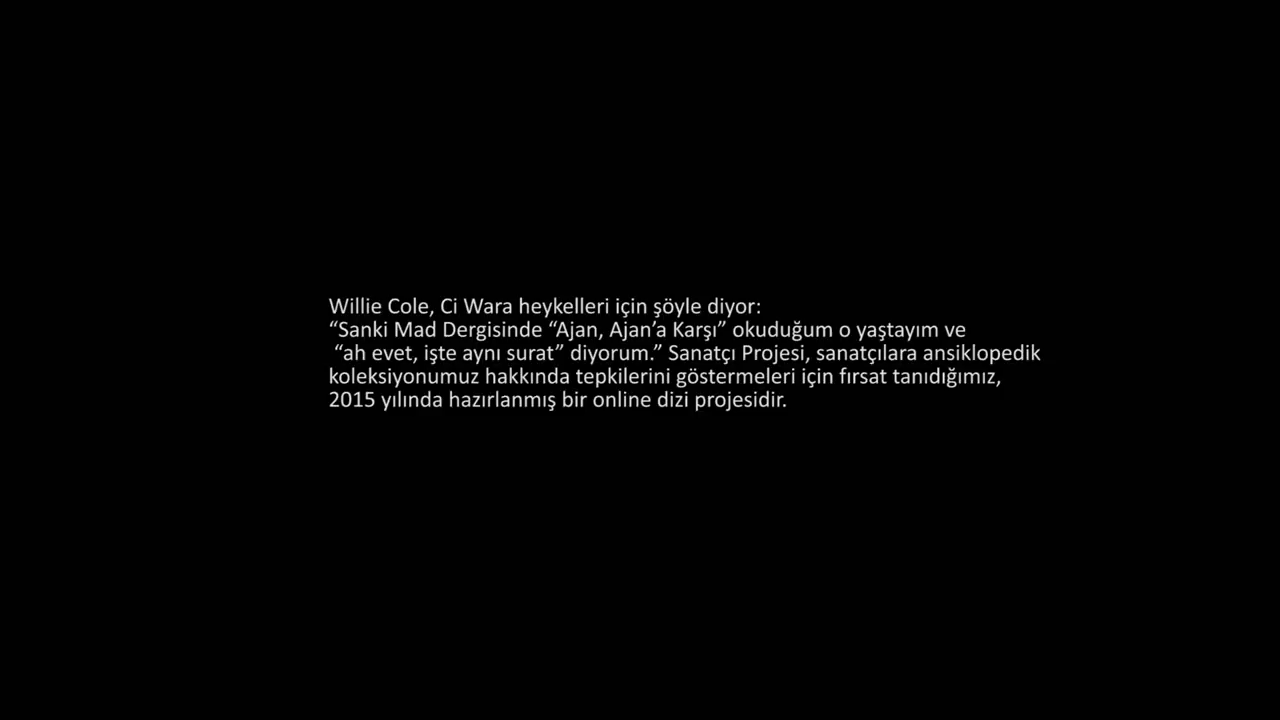 Willie Cole, Ci Wara heykelleri için şöyle diyor:
“Sanki Mad Dergisinde “Ajan, Ajan’a Karşı” okuduğum o yaştayım ve
“ah evet, işte aynı surat” diyorum.” Sanatçı Projesi, sanatçılara ansiklopedik
koleksiyonumuz hakkında tepkilerini göstermeleri için fırsat tanıdığımız,
2015 yılında hazırlanmış bir online dizi projesidir.